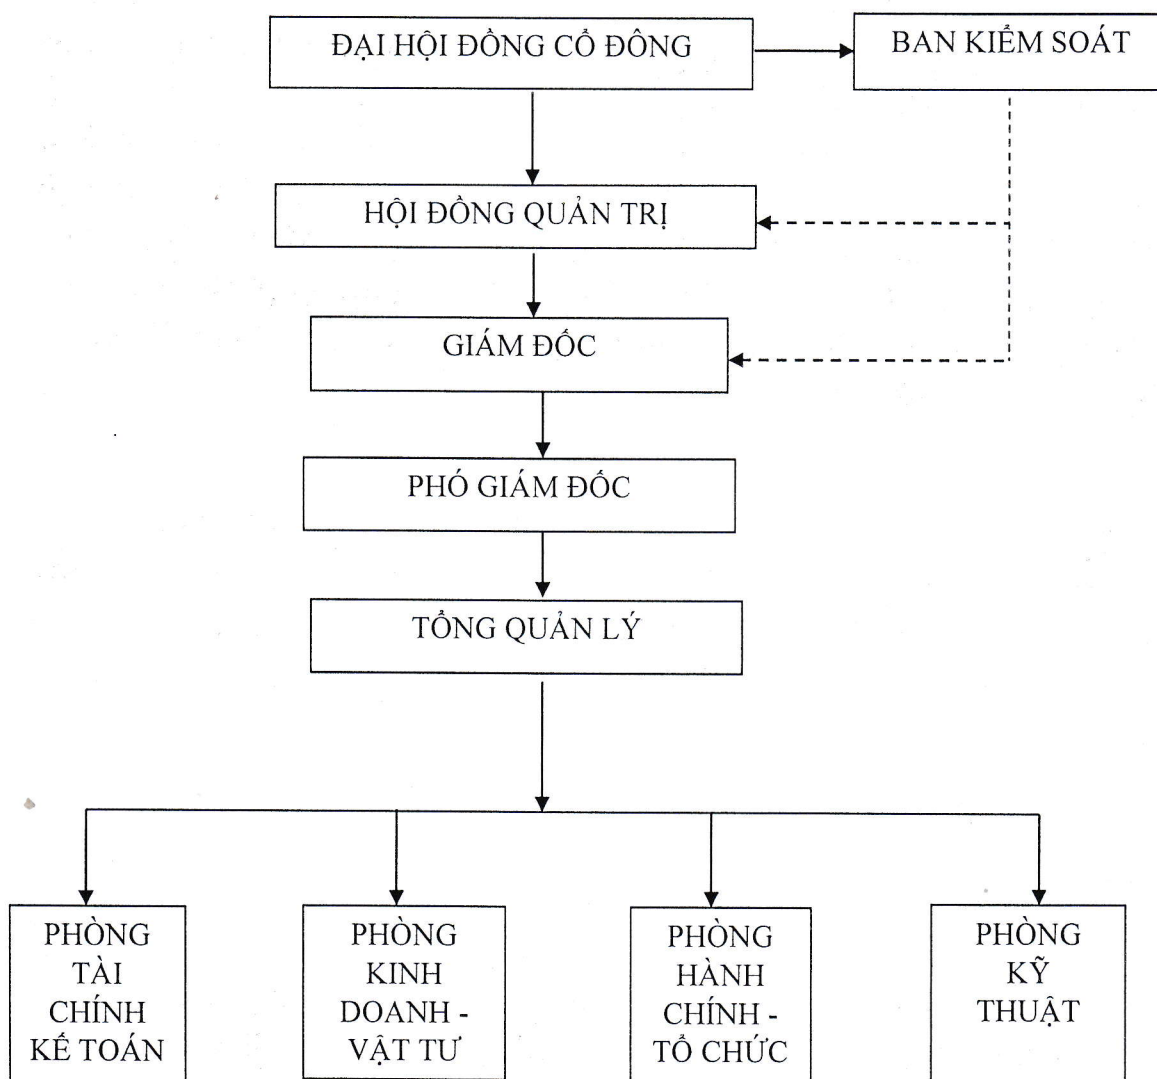 ĐẠI HỘI ĐỒNG CỔ ĐÔNG
BAN KIỂM SOÁT
HỘI ĐỒNG QUẢN TRỊ
GIÁM ĐỐC
PHÓ GIÁM ĐỐC
TỔNG QUẢN LÝ
PHÒNG
TÀI
CHÍNH
KẾ TOÁN
PHÒNG
KINH
DOANH -
VẬT TƯ
PHÒNG
HÀNH
CHÍNH -
TỔ CHỨC
PHÒNG
KỸ
THUẬT